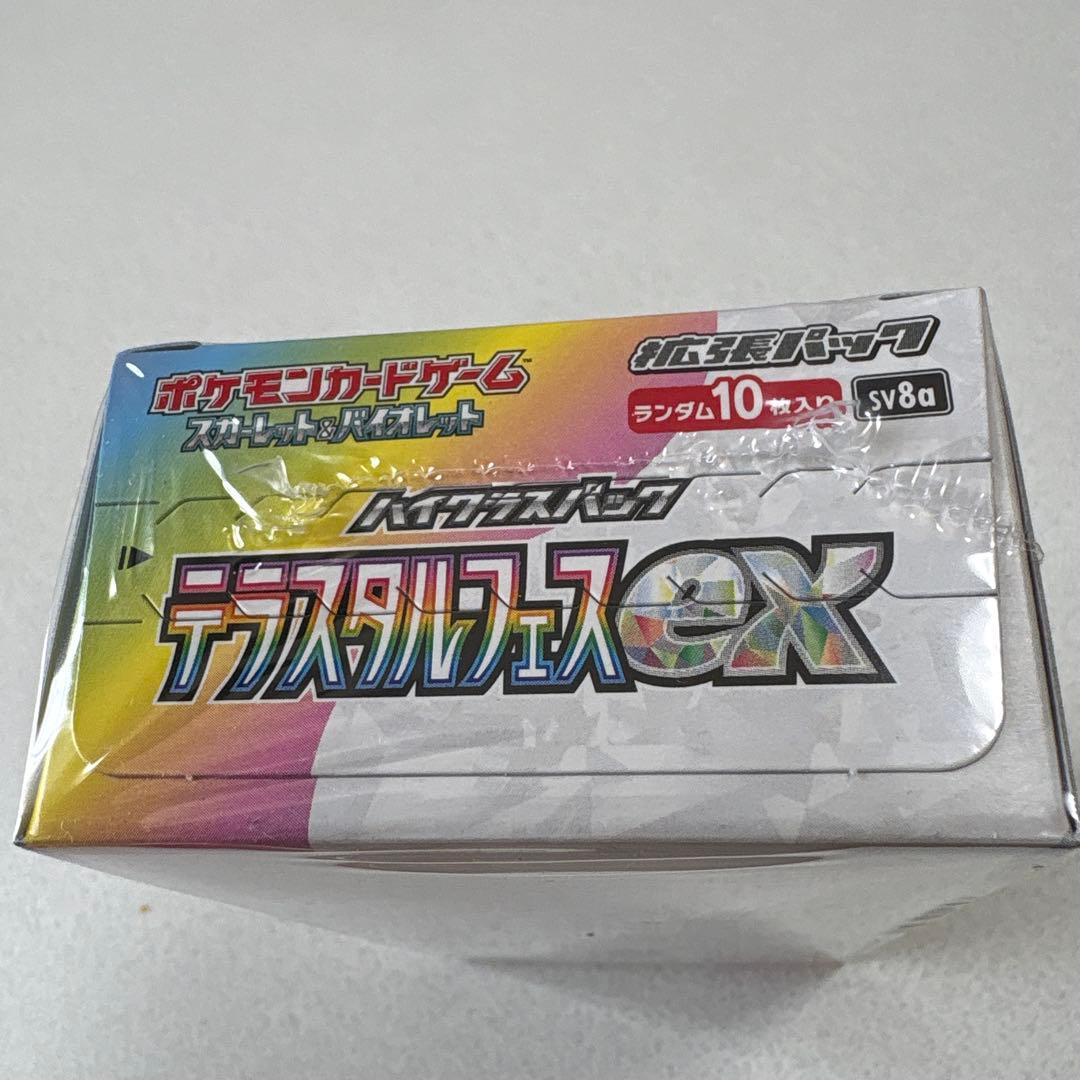 ポケモンカードゲーム™
スカーレット&バイオレット
拡張パック
ランダム10枚入り
SV8a
ハイクラスパック
テラスタルフェスex